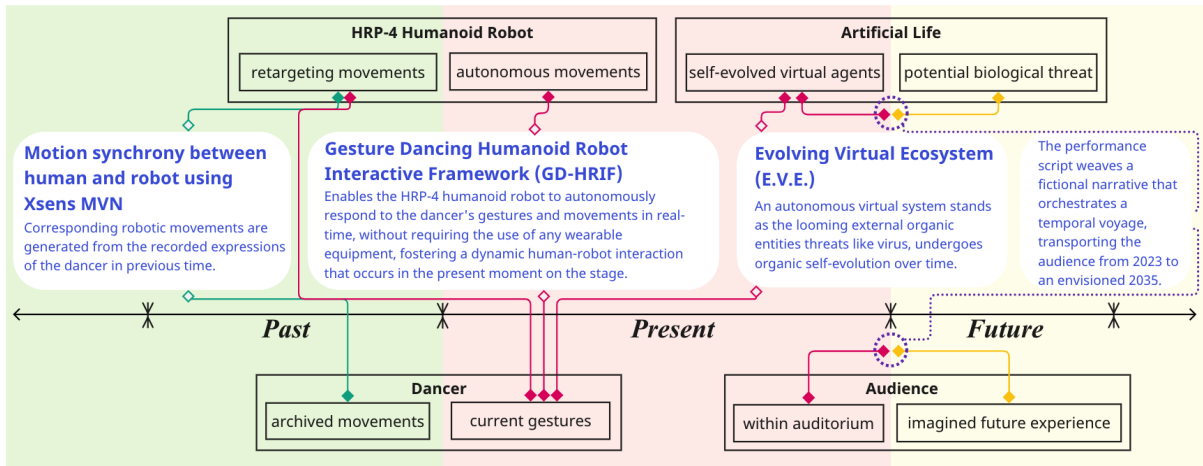 HRP-4 Humanoid Robot
retargeting movements
autonomous movements
Artificial Life
self-evolved virtual agents
potential biological threat
Motion synchrony between
human and robot using
Xsens MVN
Corresponding robotic movements are
generated from the recorded expressions
of the dancer in previous time.
Gesture Dancing Humanoid Robot
Interactive Framework (GD-HRIF)
Enables the HRP-4 humanoid robot to autonomously
respond to the dancer's gestures and movements in real-
time, without requiring the use of any wearable
equipment, fostering a dynamic human-robot interaction
that occurs in the present moment on the stage.
Evolving Virtual Ecosystem
(E.V.E.)
An autonomous virtual system stands
as the looming external organic
entities threats like virus, undergoes
organic self-evolution over time.
The performance
script weaves a
fictional narrative that
orchestrates a
temporal voyage,
transporting the
audience from 2023 to
an envisioned 2035.
Past
Present
Future
Dancer
archived movements
current gestures
Audience
within auditorium
imagined future experience